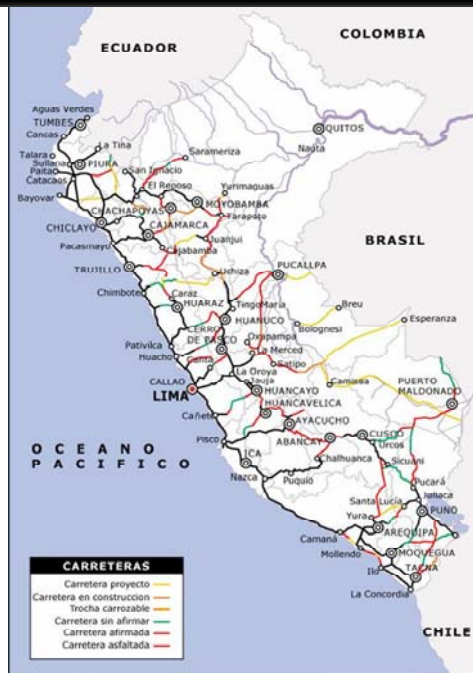 COLOMBIA
ECUADOR
Aguas Verdes
TUMBES
Cancas
La Tina
QUITOS
Talara
Sullana
PIURA
San Ignacio
Sarameriza
Nauta
Paita
Catacaos
El Reposo
Yurimaguas
Bayovar
CHACHAPOYAS
MOYOBAMBA
Tarapoto
CHICLAYO
CAJAMARCA
BRASIL
Pacasmayo
Cajabamba
Juanjui
TRUJILLO
Uchiza
PUCALLPA
Chimbote
Caraz
HUARAZ
TingoMaria
Breu
Esperanza
HUANUCO
Bolognesi
CERRO
DE PASCO
Oxapampa
Pativilca
Huacho
Canta
La Merced
Satipo
CALLAO
La Oroya
Jauja
Camisea
PUERTO
MALDONADO
LIMA
HUANCAYO
HUANCAVELICA
Cañete
AYACUCHO
CUSCO
Urcos
Pisco
ABANCAY
OCEANO
PACIFICO
ICA
Chalhuanca
Sicuani
Nazca
Puquio
Pucará
Juliaca
Santa Lucía
Yura
PUNO
Camaná
AREQUIPA
Mollendo
MOQUEGUA
Ilo
TACNA
La Concordia
CHILE
CARRETERAS
Carretera proyecto
Carretera en construccion
Trocha carrozable
Carretera sin afirmar
Carretera afirmada
Carretera asfaltada